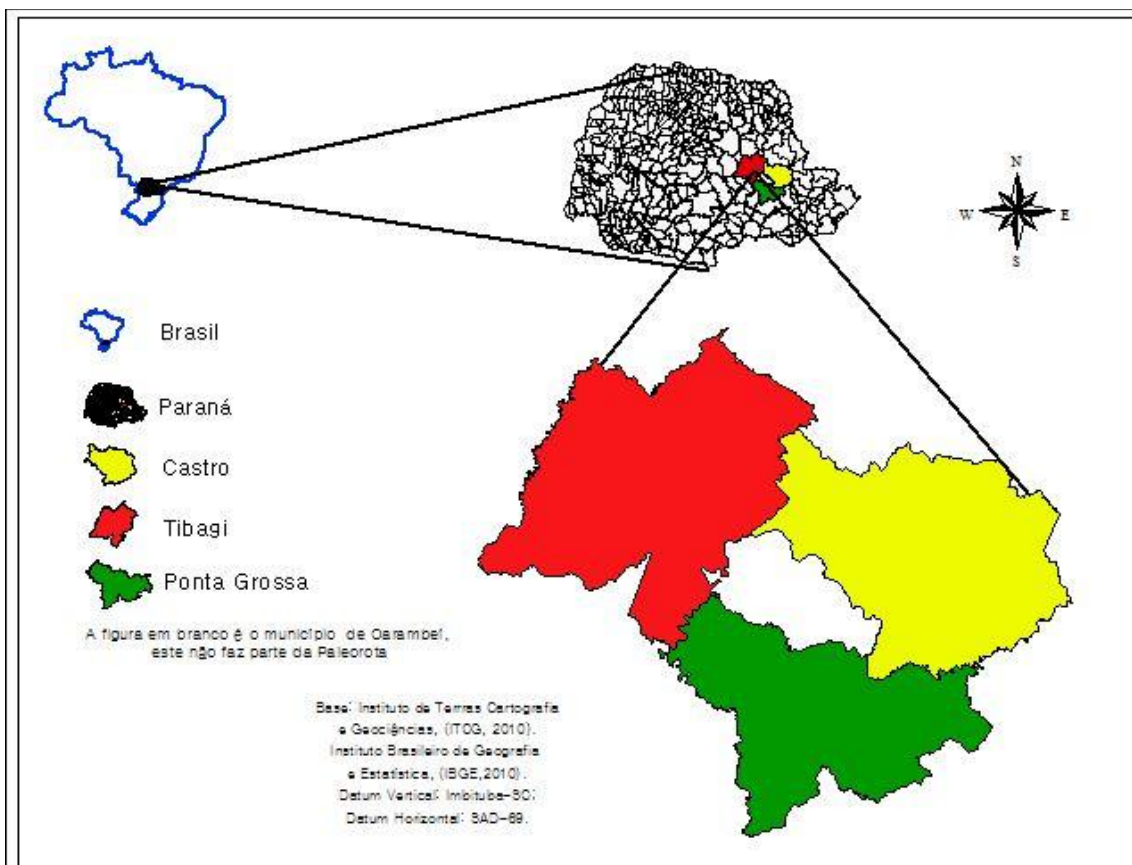 N
W E
S
Brasil
Paraná
Castro
Tibagi
Ponta Grossa
A figura em branco é o município de Carambeí,
este não faz parte da Paleorota
Base: Instituto de Terrras Cartografia
e Geociências, (ITCG, 2010).
Instituto Brasileiro de Geografia
e Estatística, (IBGE,2010).
Datum Vertical: Imbituba-SC;
Datum Horizontal: SAD-69.